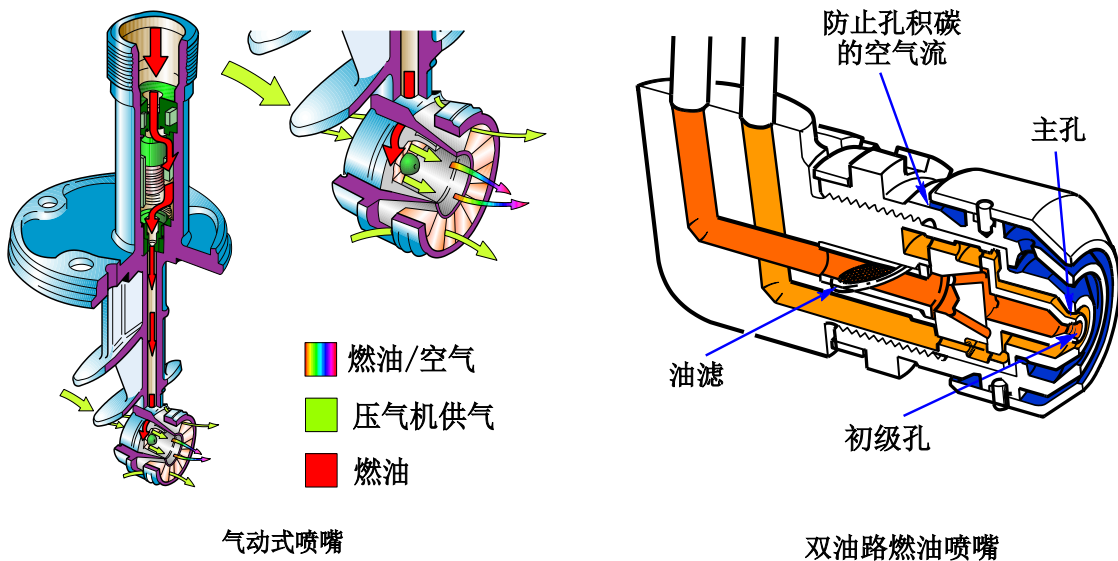 防止孔积碳
的空气流
主孔
油滤
初级孔
燃油/空气
压气机供气
燃油
气动式喷嘴
双油路燃油喷嘴